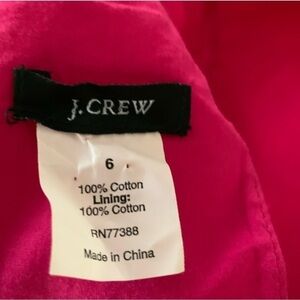 J.CREW
6
100% Cotton
Lining:
100% Cotton
RN77388
Made in China